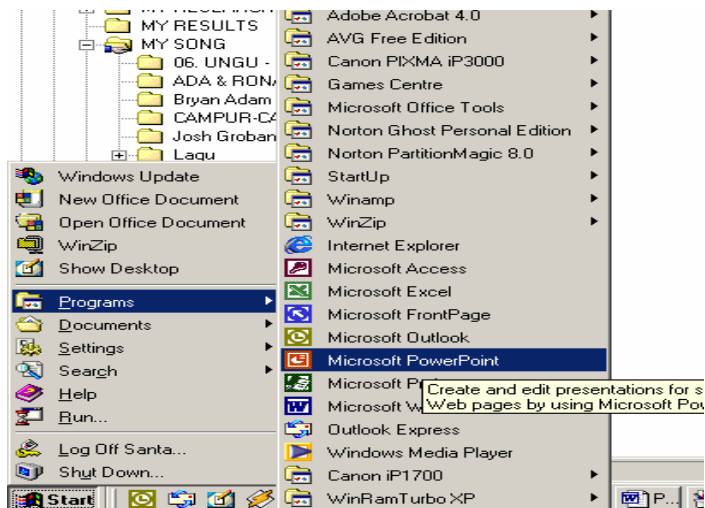 MY RESULTS
MY SONG
06. UNGU -
ADA & RON
Bryan Adam
CAMPUR-CA
Josh Groban
Lagu
Windows Update
New Office Document
Open Office Document
WinZip
Show Desktop
Programs
Documents
Settings
Search
Help
Run...
Log Off Santa...
Shut Down...
Start
Adobe Acrobat 4.0
AVG Free Edition
Canon PIXMA iP3000
Games Centre
Microsoft Office Tools
Norton Ghost Personal Edition
Norton PartitionMagic 8.0
StartUp
Winamp
WinZip
Internet Explorer
Microsoft Access
Microsoft Excel
Microsoft FrontPage
Microsoft Outlook
Microsoft PowerPoint
Microsoft
Create and edit presentations for s
Microsoft W
Web pages by using Microsoft Pow
Outlook Express
Windows Media Player
Canon iP1700
WinRamTurbo XP
P...